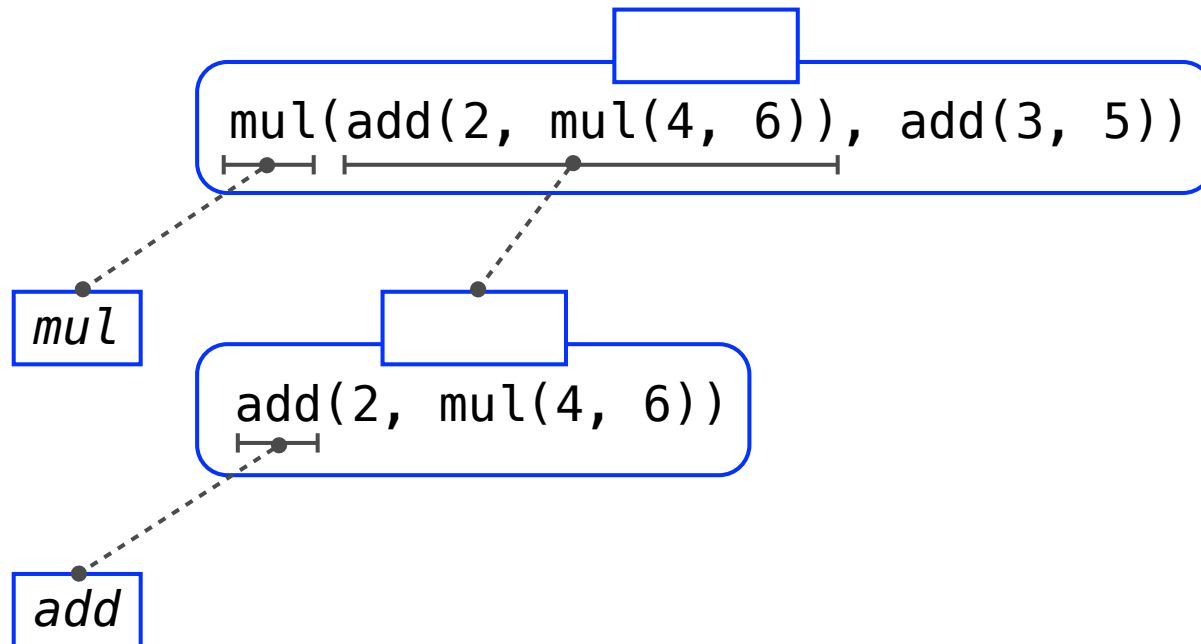 mul(add(2, mul(4, 6)), add(3, 5))
mul
add(2, mul(4, 6))
add